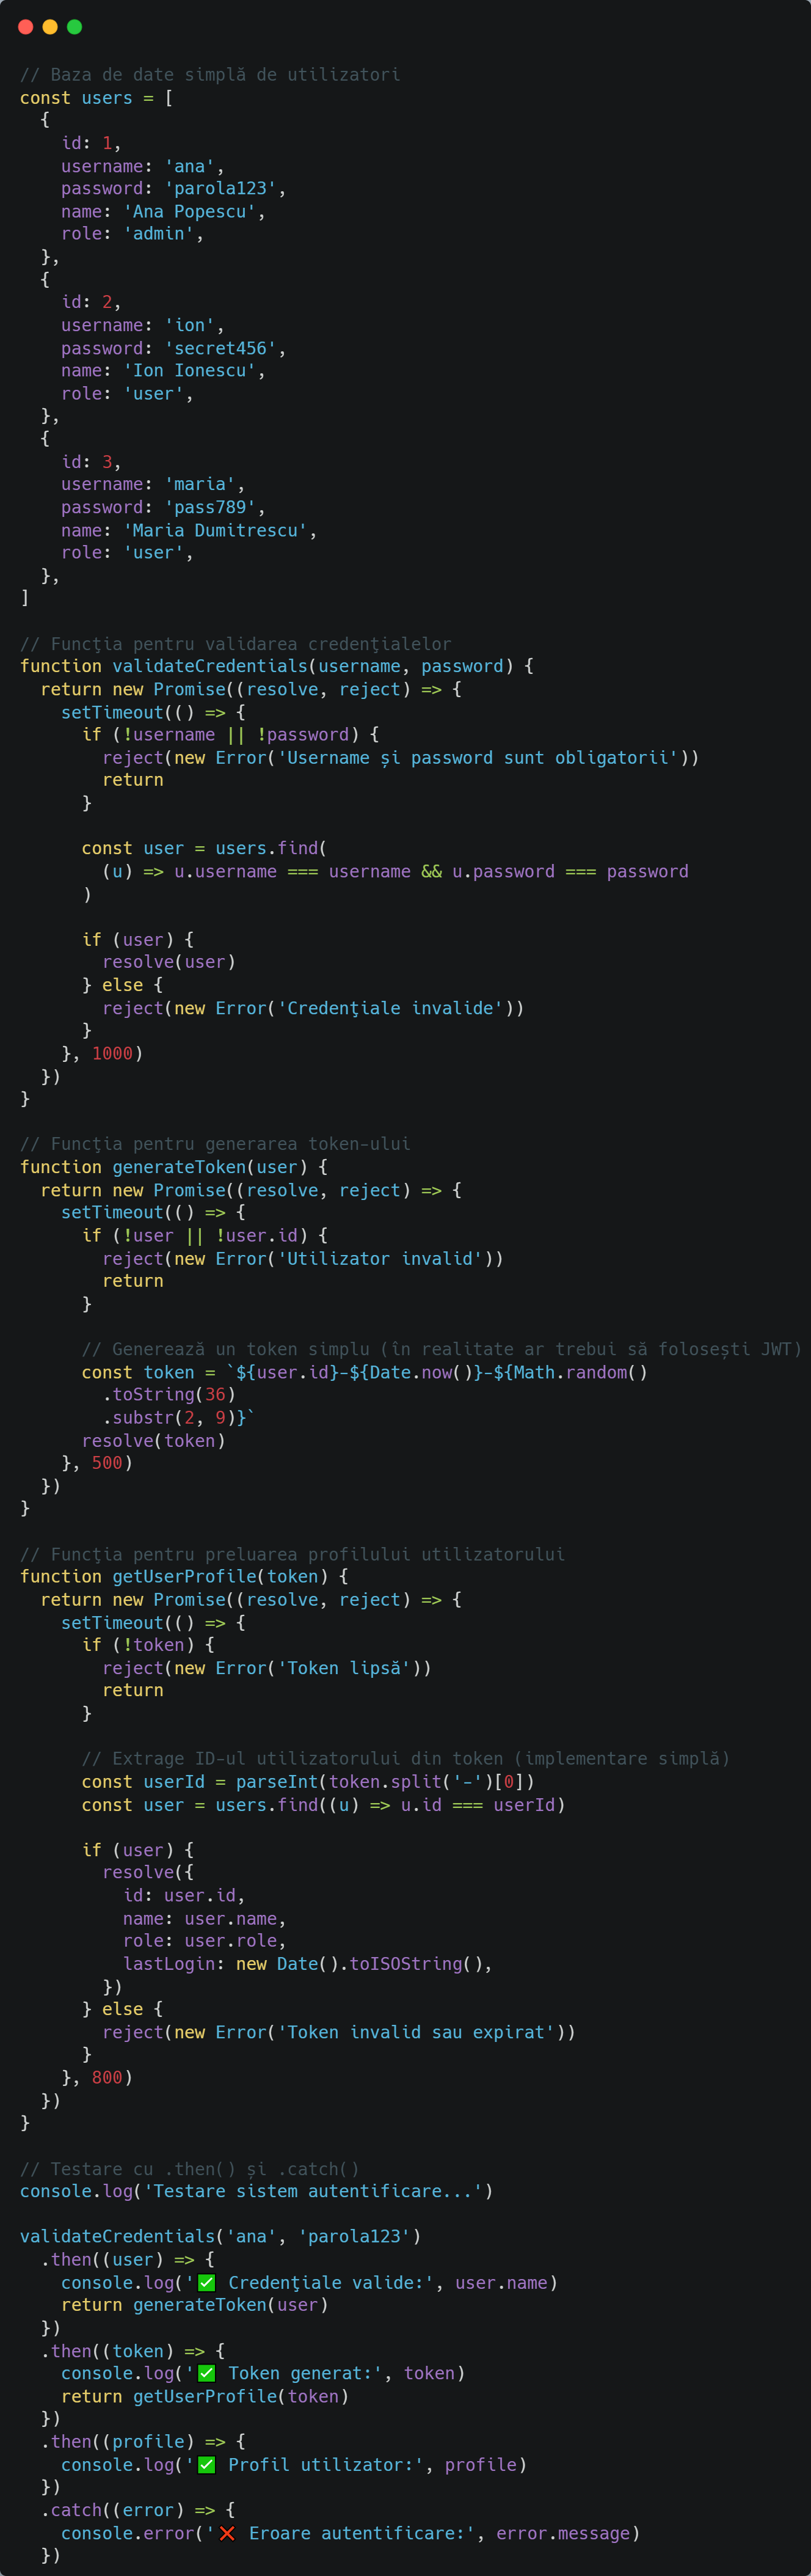 // Baza de date simplă de utilizatori
const users = [
  {
    id: 1,
    username: 'ana',
    password: 'parola123',
    name: 'Ana Popescu',
    role: 'admin',
  },
  {
    id: 2,
    username: 'ion',
    password: 'secret456',
    name: 'Ion Ionescu',
    role: 'user',
  },
  {
    id: 3,
    username: 'maria',
    password: 'pass789',
    name: 'Maria Dumitrescu',
    role: 'user',
  },
]

// Funcția pentru validarea credențialelor
function validateCredentials(username, password) {
  return new Promise((resolve, reject) => {
    setTimeout(() => {
      if (!username || !password) {
        reject(new Error('Username și password sunt obligatorii'))
        return
      }

      const user = users.find(
        (u) => u.username === username && u.password === password
      )

      if (user) {
        resolve(user)
      } else {
        reject(new Error('Credențiale invalide'))
      }
    }, 1000)
  })
}

// Funcția pentru generarea token-ului
function generateToken(user) {
  return new Promise((resolve, reject) => {
    setTimeout(() => {
      if (!user || !user.id) {
        reject(new Error('Utilizator invalid'))
        return
      }

      // Generează un token simplu (în realitate ar trebui să folosești JWT)
      const token = `${user.id}-${Date.now()}-${Math.random()
        .toString(36)
        .substr(2, 9)}`
      resolve(token)
    }, 500)
  })
}

// Funcția pentru preluarea profilului utilizatorului
function getUserProfile(token) {
  return new Promise((resolve, reject) => {
    setTimeout(() => {
      if (!token) {
        reject(new Error('Token lipsă'))
        return
      }

      // Extrage ID-ul utilizatorului din token (implementare simplă)
      const userId = parseInt(token.split('-')[0])
      const user = users.find((u) => u.id === userId)

      if (user) {
        resolve({
          id: user.id,
          name: user.name,
          role: user.role,
          lastLogin: new Date().toISOString(),
        })
      } else {
        reject(new Error('Token invalid sau expirat'))
      }
    }, 800)
  })
}

// Testare cu .then() și .catch()
console.log('Testare sistem autentificare...')

validateCredentials('ana', 'parola123')
  .then((user) => {
    console.log('✅ Credențiale valide:', user.name)
    return generateToken(user)
  })
  .then((token) => {
    console.log('✅ Token generat:', token)
    return getUserProfile(token)
  })
  .then((profile) => {
    console.log('✅ Profil utilizator:', profile)
  })
  .catch((error) => {
    console.error('❌ Eroare autentificare:', error.message)
  })